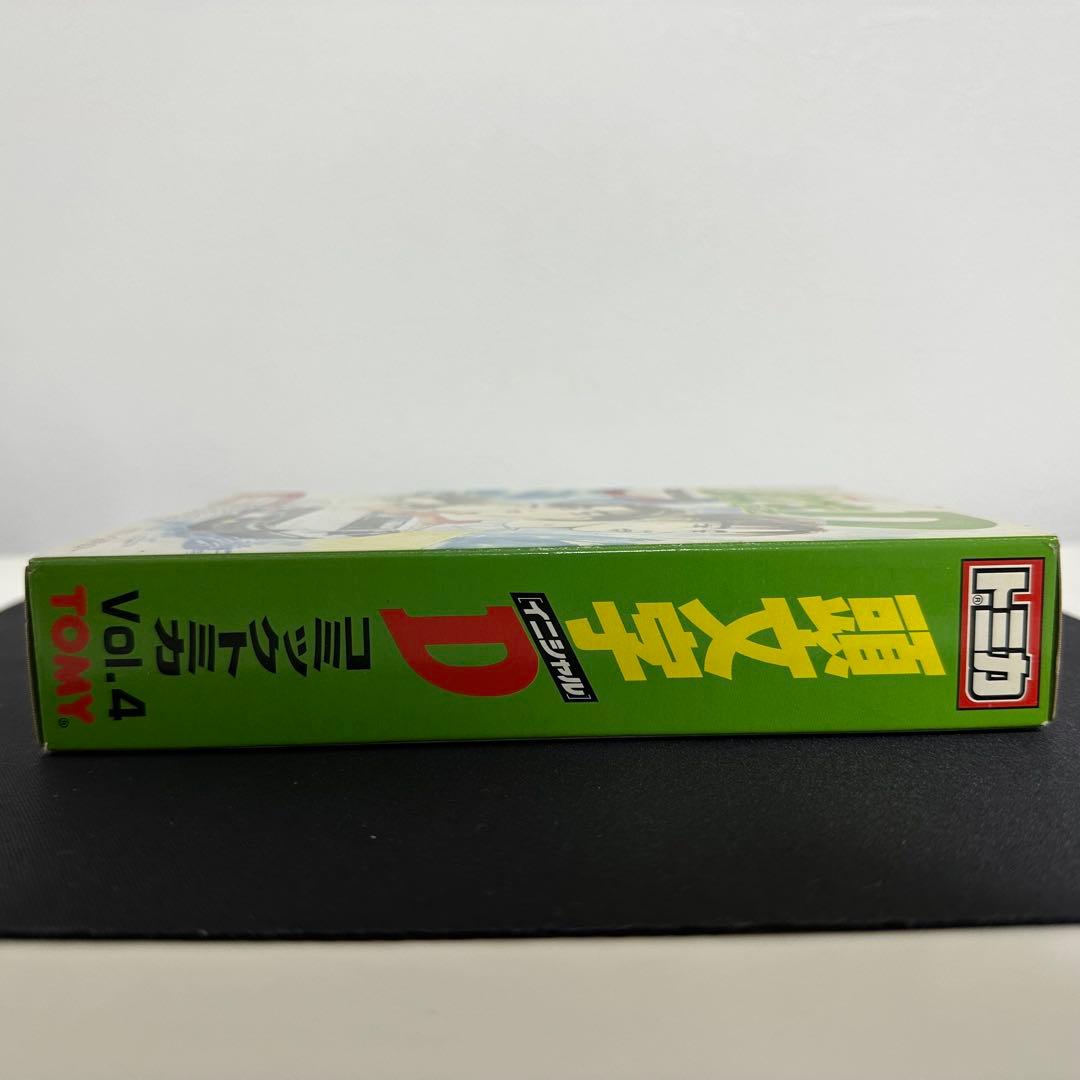 トミカ®
頭文字
[イニシャル]
D
コミックトミカ
Vol.4
TOMY®